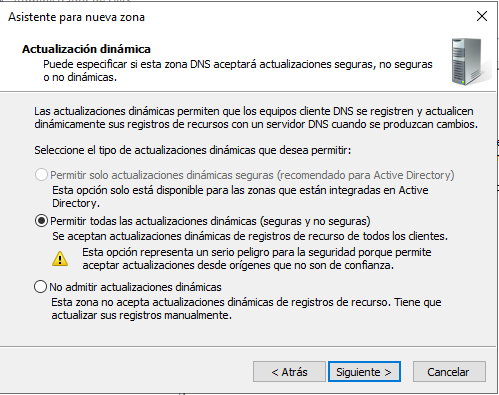 Asistente para nueva zona
Actualización dinámica
Puede especificar si esta zona DNS aceptará actualizaciones seguras, no seguras
o no dinámicas.
Las actualizaciones dinámicas permiten que los equipos cliente DNS se registren y actualicen
dinámicamente sus registros de recursos con un servidor DNS cuando se produzcan cambios.
Seleccione el tipo de actualizaciones dinámicas que desea permitir:
Permitir solo actualizaciones dinámicas seguras (recomendado para Active Directory)
Esta opción solo está disponible para las zonas que están integradas en Active
Directory.
Permitir todas las actualizaciones dinámicas (seguras y no seguras)
Se aceptan actualizaciones dinámicas de registros de recurso de todos los clientes.
Esta opción representa un serio peligro para la seguridad porque permite
aceptar actualizaciones desde orígenes que no son de confianza.
No admitir actualizaciones dinámicas
Esta zona no acepta actualizaciones dinámicas de registros de recurso. Tiene que
actualizar sus registros manualmente.
< Atrás
Siguiente >
Cancelar